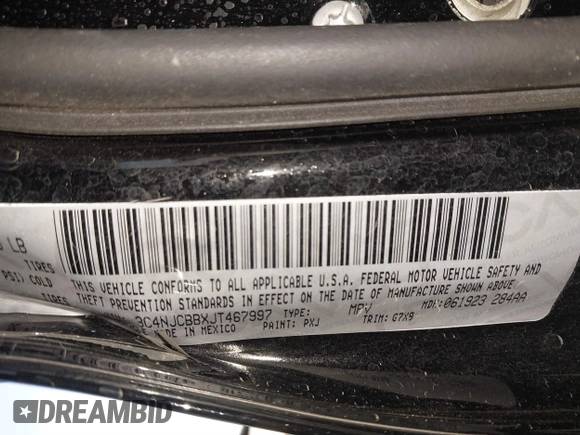 LB
TIRES
PSI) COLD
TIRES
THIS VEHICLE CONFORMS TO ALL APPLICABLE U.S.A. FEDERAL MOTOR VEHICLE SAFETY AND
THEFT PREVENTION STANDARDS IN EFFECT ON THE DATE OF MANUFACTURE SHOWN ABOVE.
3C4NJCBBXJT467997 TYPE: MPV MDH: 061923 284AA
MADE IN MEXICO PAINT: PXJ TRIM: G7X9
DREAMBID